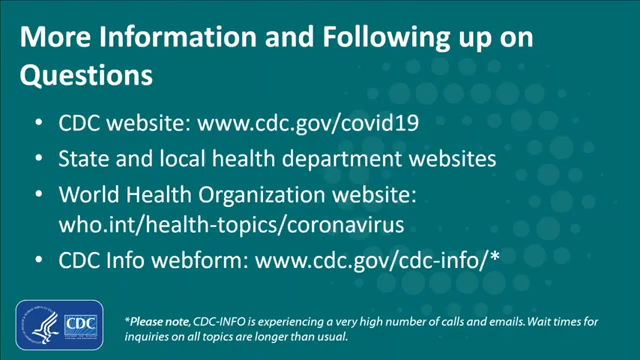 More Information and Following up on
Questions
• CDC website: www.cdc.gov/covid19
• State and local health department websites
• World Health Organization website:
who.int/health-topics/coronavirus
• CDC Info webform: www.cdc.gov/cdc-info/*
CDC
*Please note, CDC-INFO is experiencing a very high number of calls and emails. Wait times for
inquiries on all topics are longer than usual.